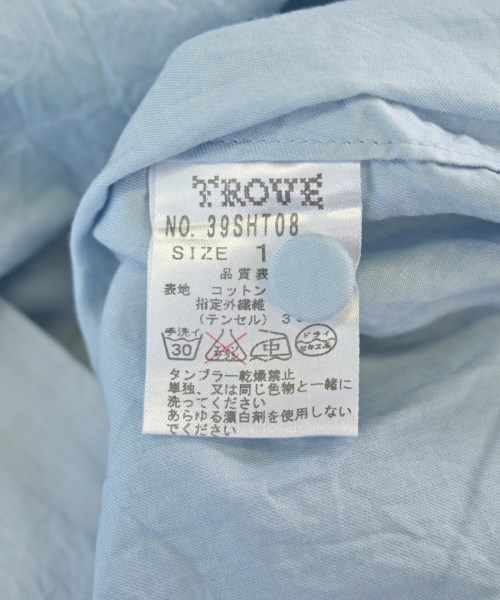 TROVE
NO. 39SHT08
SIZE 1
品質表
表地 コットン
指定外繊維
(テンセル) 3
手洗イ
30
中
ドライ
タンブラー乾燥禁止
単独、又は同じ色物と一緒に
洗ってください
あらゆる漂白剤を使用しない
でください